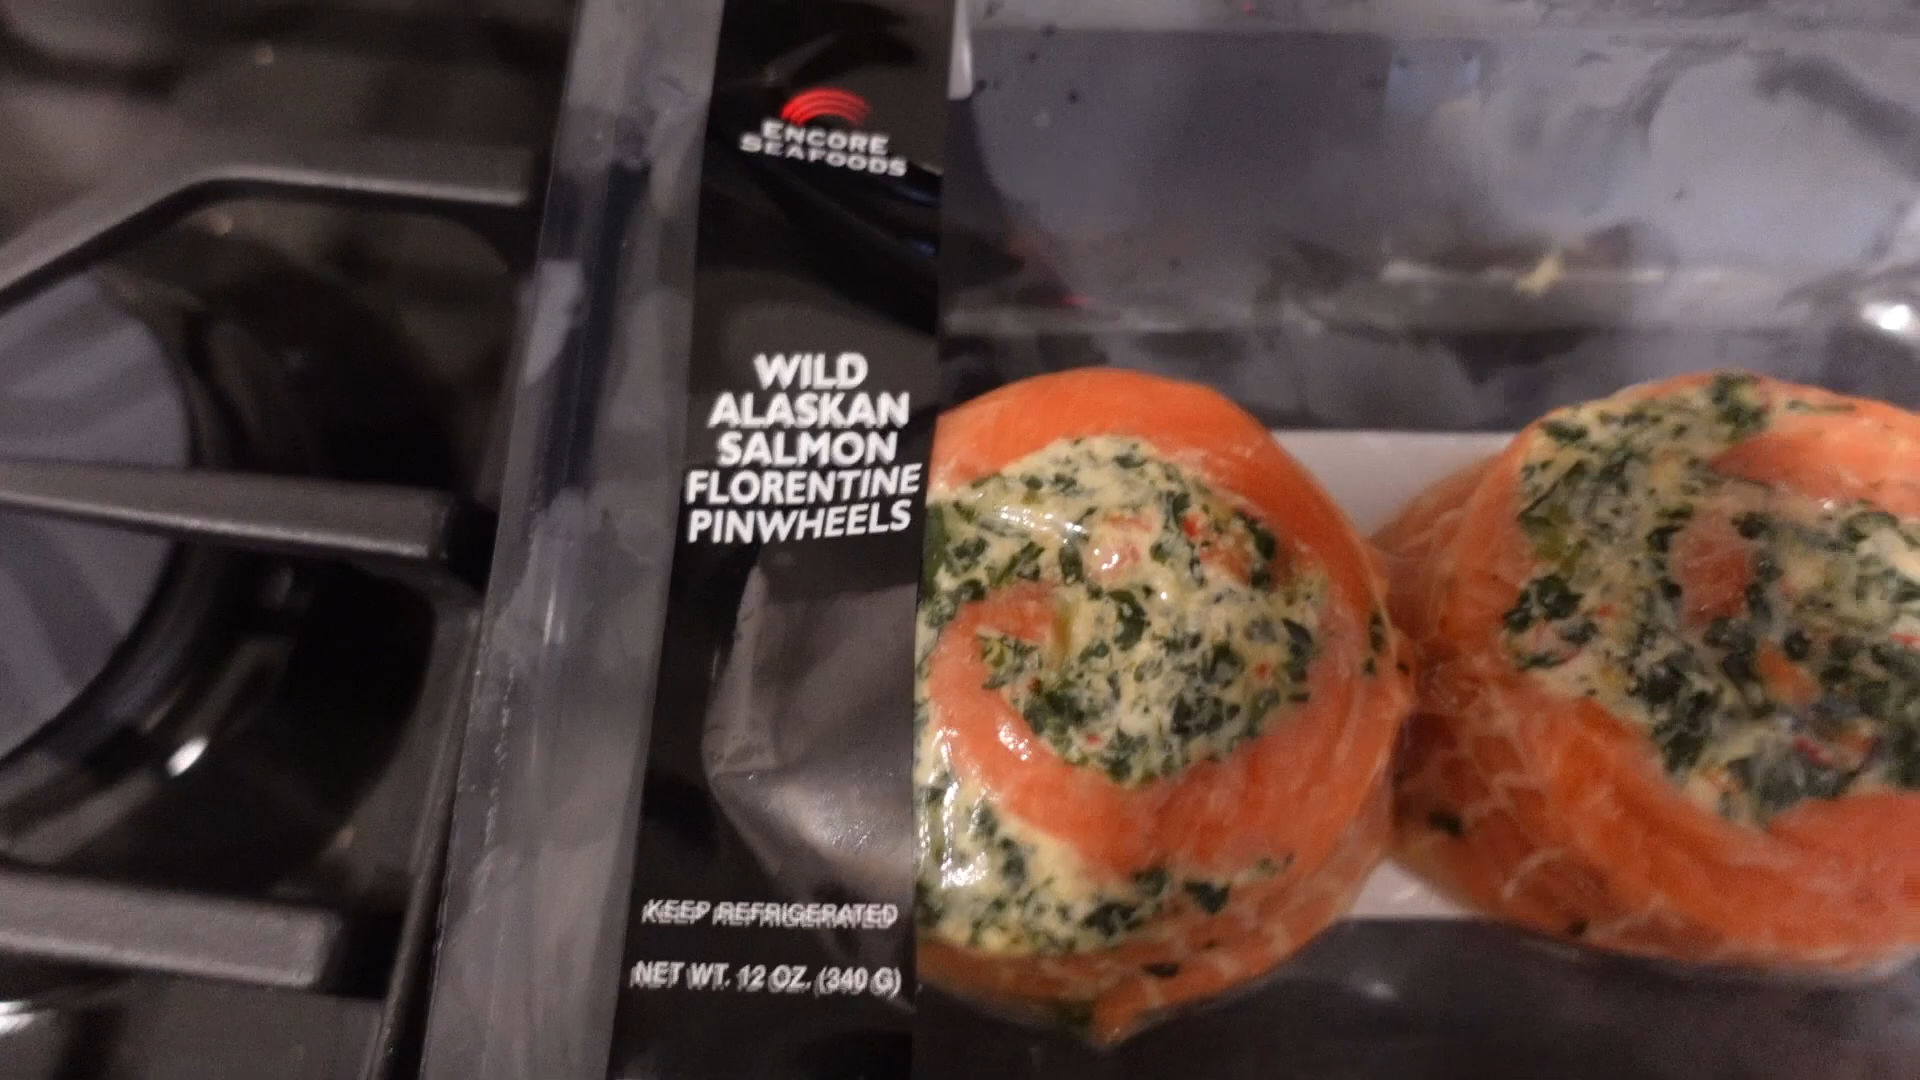 ENCORE
SEAFOODS
WILD
ALASKAN
SALMON
FLORENTINE
PINWHEELS
KEEP REFRIGERATED
NET WT. 12 OZ. (340 G)